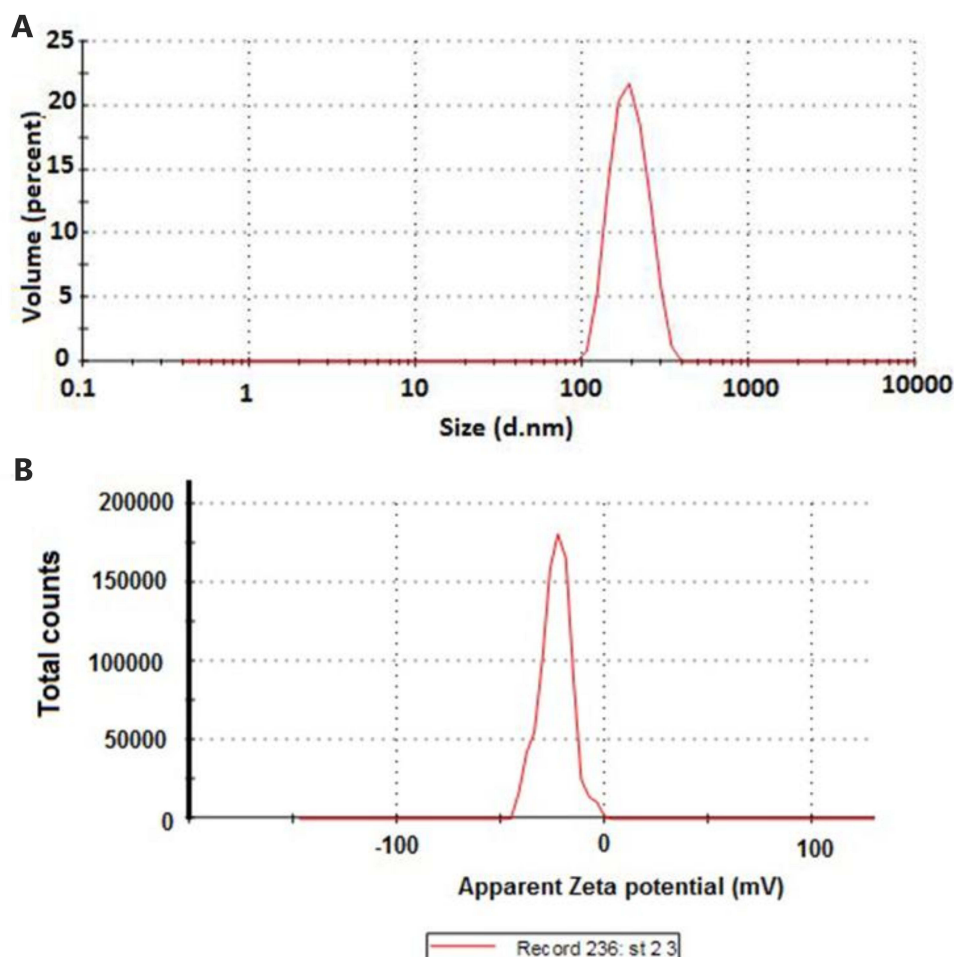 A
25
20
15
10
5
0
Volume (percent)
0.1 1 10 100 1000 10000
Size (d.nm)
B
200000
150000
100000
50000
0
Total counts
-100 0 100
Apparent Zeta potential (mV)
Record 236: st 2 3